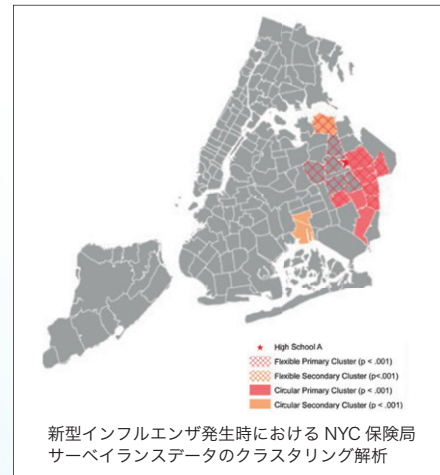 High School A
Flexible Primary Cluster (p < .001)
Flexible Secondary Cluster (p<.001)
Circular Primary Cluster (p < .001)
Circular Secondary Cluster (p < .001)
新型インフルエンザ発生時における NYC 保険局
サーベイランスデータのクラスタリング解析